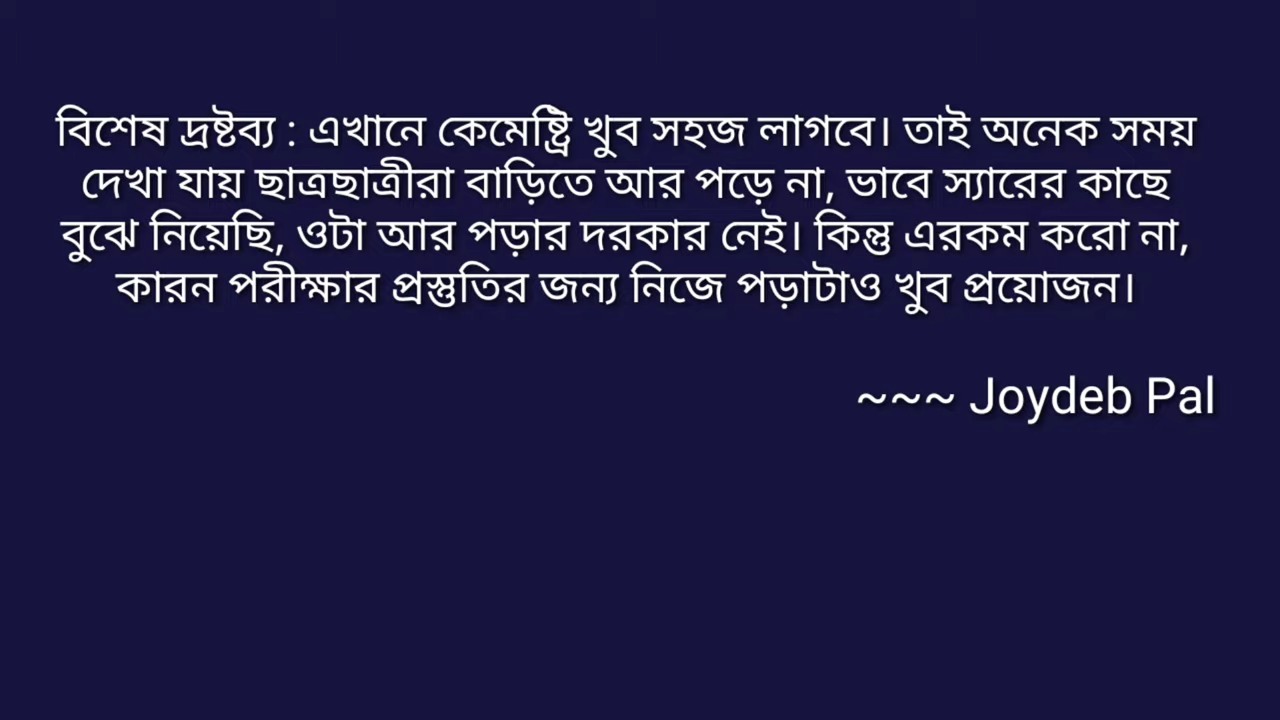 বিশেষ দ্রষ্টব্য : এখানে কেমেষ্ট্রি খুব সহজ লাগবে। তাই অনেক সময়
দেখা যায় ছাত্রছাত্রীরা বাড়িতে আর পড়ে না, ভাবে স্যারের কাছে
বুঝে নিয়েছি, ওটা আর পড়ার দরকার নেই। কিন্তু এরকম করো না,
কারন পরীক্ষার প্রস্তুতির জন্য নিজে পড়াটাও খুব প্রয়োজন।
~~~ Joydeb Pal